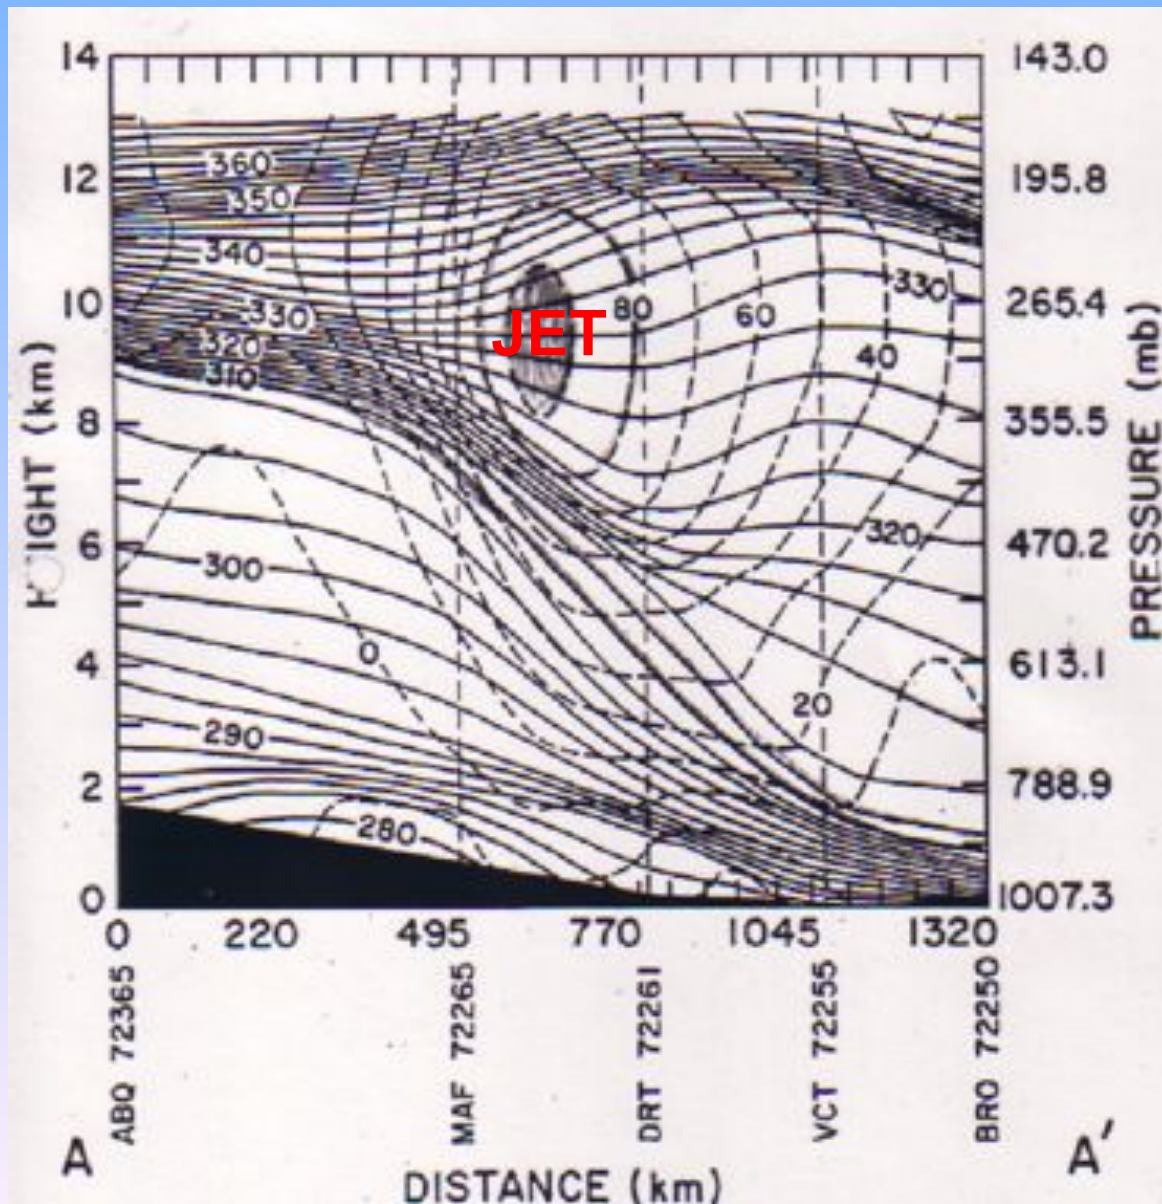 14
143.0
360
12
195.8
350
340
10
330
JET
80
60
330
265.4
320
310
40
8
355.5
HEIGHT (km)
PRESSURE (mb)
6
320
470.2
300
4
0
613.1
20
290
2
788.9
280
0
1007.3
0 220 495 770 1045 1320
ABQ 72365
MAF 72265
DRT 72261
VCT 72255
BRO 72250
A
DISTANCE (km)
A'